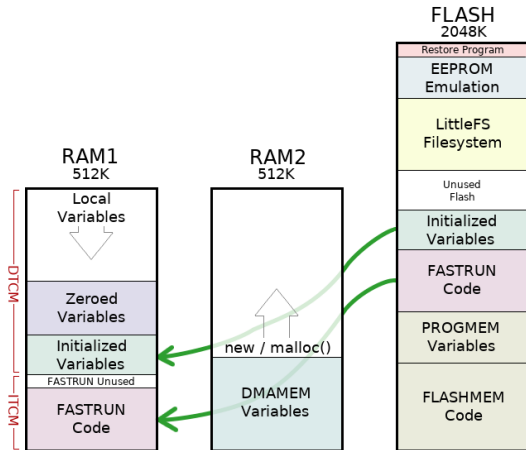 RAM1
512K
Local
Variables
Zeroed
Variables
Initialized
Variables
FASTRUN Unused
FASTRUN
Code
DTCM
ITCM
RAM2
512K
new / malloc()
DMAMEM
Variables
FLASH
2048K
Restore Program
EEPROM
Emulation
LittleFS
Filesystem
Unused
Flash
Initialized
Variables
FASTRUN
Code
PROGMEM
Variables
FLASHMEM
Code